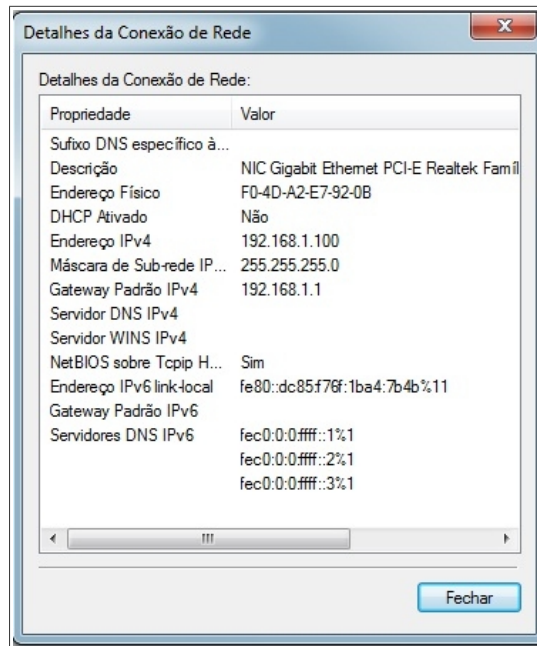 Detalhes da Conexão de Rede
Detalhes da Conexão de Rede:
Propriedade Valor
Sufixo DNS específico à...
Descrição NIC Gigabit Ethernet PCI-E Realtek Famíl
Endereço Físico F0-4D-A2-E7-92-0B
DHCP Ativado Não
Endereço IPv4 192.168.1.100
Máscara de Sub-rede IP... 255.255.255.0
Gateway Padrão IPv4 192.168.1.1
Servidor DNS IPv4
Servidor WINS IPv4
NetBIOS sobre Tcpip H... Sim
Endereço IPv6 link-local fe80::dc85:f76f:1ba4:7b4b%11
Gateway Padrão IPv6
Servidores DNS IPv6 fec0:0:0:ffff::1%1
fec0:0:0:ffff::2%1
fec0:0:0:ffff::3%1
Fechar